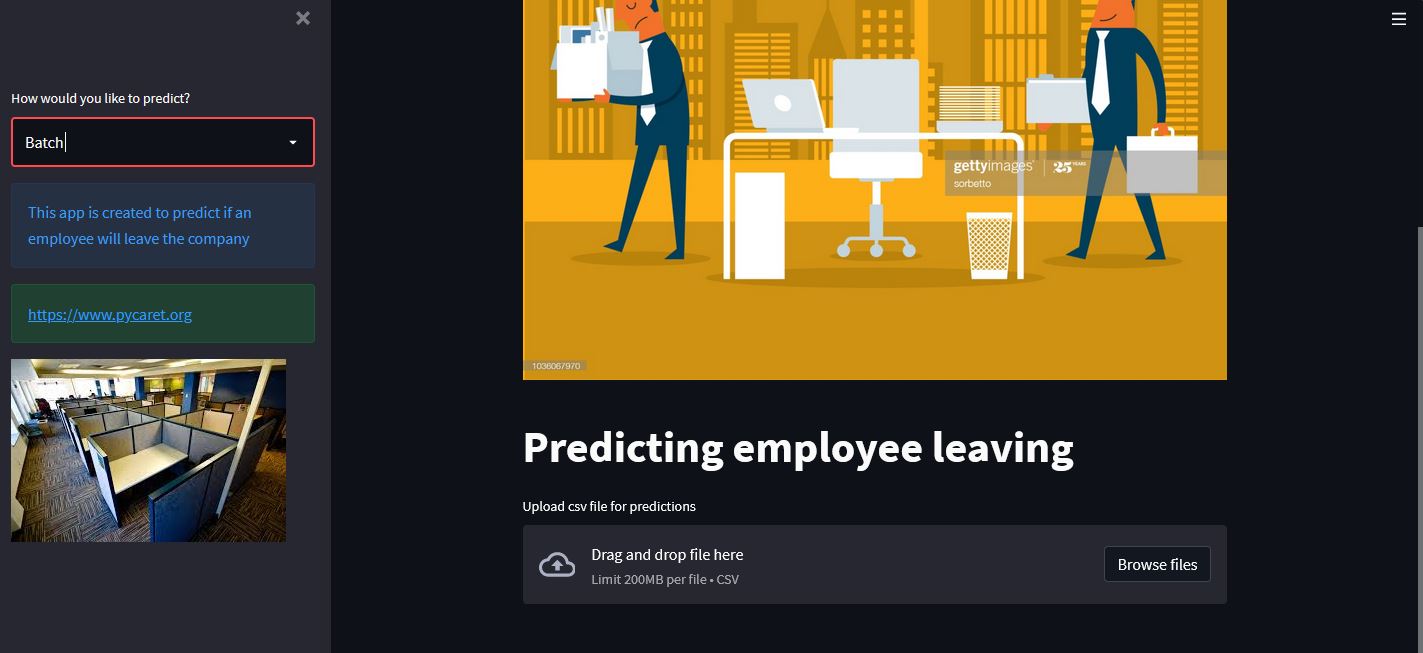 How would you like to predict?
Batch
This app is created to predict if an
employee will leave the company
https://www.pycaret.org
gettyimages® 25 YEARS
sorbetto
1036067970
Predicting employee leaving
Upload csv file for predictions
Drag and drop file here
Limit 200MB per file • CSV
Browse files